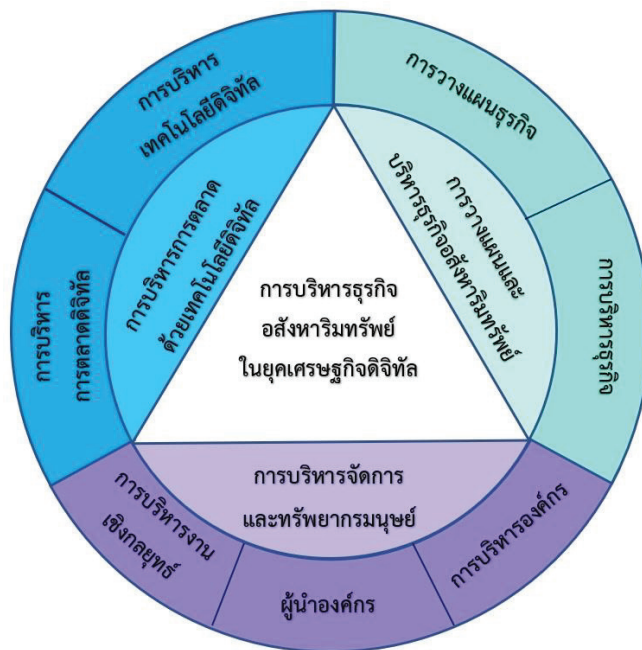 การบริหาร
เทคโนโลยีดิจิทัล
การวางแผนธุรกิจ
การบริหารการตลาด
ด้วยเทคโนโลยีดิจิทัล
การวางแผนและ
บริหารธุรกิจอสังหาริมทรัพย์
การบริหาร
การตลาดดิจิทัล
การบริหารธุรกิจ
การบริหารธุรกิจ
อสังหาริมทรัพย์
ในยุคเศรษฐกิจดิจิทัล
การบริหารจัดการ
และทรัพยากรมนุษย์
การบริหารงาน
เชิงกลยุทธ์
ผู้นำองค์กร
การบริหารองค์กร